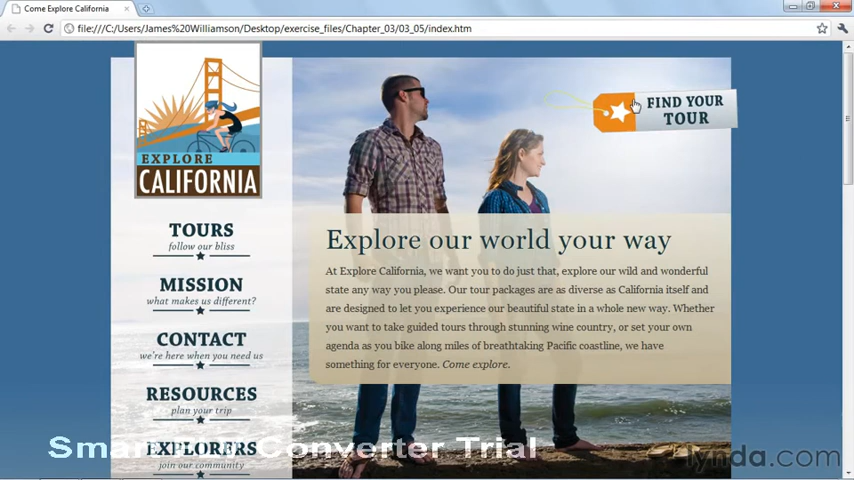 Come Explore California
file:///C:/Users/James%20Williamson/Desktop/exercise_files/Chapter_03/03_05/index.htm
EXPLORE
CALIFORNIA
FIND YOUR
TOUR
TOURS
follow our bliss
MISSION
what makes us different?
CONTACT
we're here when you need us
RESOURCES
plan your trip
EXPLORERS
join our community
Explore our world your way
At Explore California, we want you to do just that, explore our wild and wonderful
state any way you please. Our tour packages are as diverse as California itself and
are designed to let you experience our beautiful state in a whole new way. Whether
you want to take guided tours through stunning wine country, or set your own
agenda as you bike along miles of breathtaking Pacific coastline, we have
something for everyone. Come explore.
Converter Trial
lynda.com